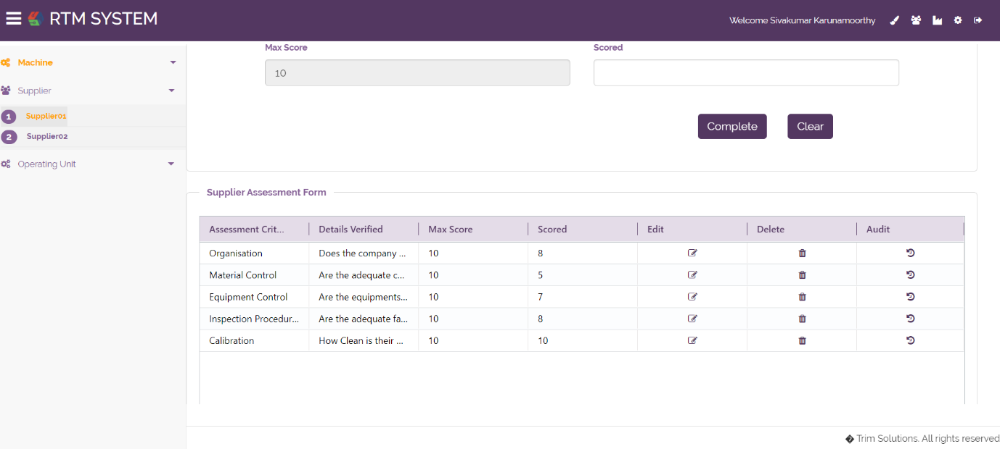 RTM SYSTEM
Welcome Sivakumar Karunamoorthy
Machine
Supplier
1 Supplier01
2 Supplier02
Operating Unit
Max Score Scored
10
Complete Clear
Supplier Assessment Form
Assessment Crit... Details Verified Max Score Scored Edit Delete Audit
Organisation Does the company ... 10 8
Material Control Are the adequate c... 10 5
Equipment Control Are the equipments... 10 7
Inspection Procedur... Are the adequate fa... 10 8
Calibration How Clean is their ... 10 10
� Trim Solutions. All rights reserved